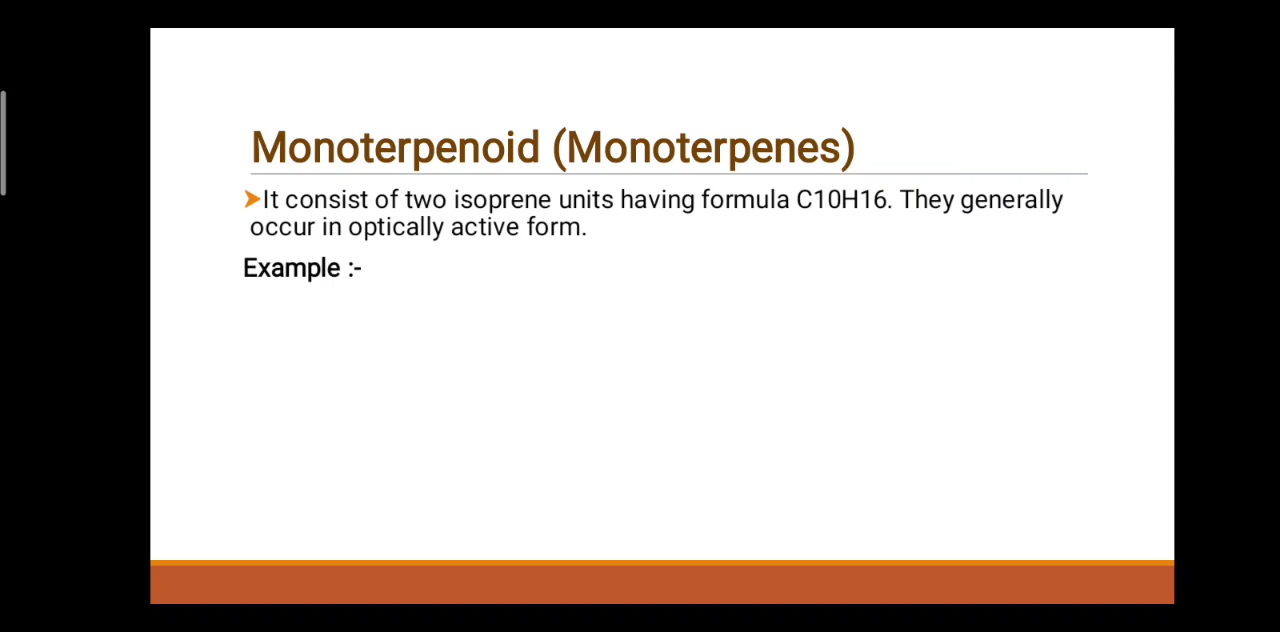 Monoterpenoid (Monoterpenes)
➤It consist of two isoprene units having formula C10H16. They generally
occur in optically active form.
Example :-